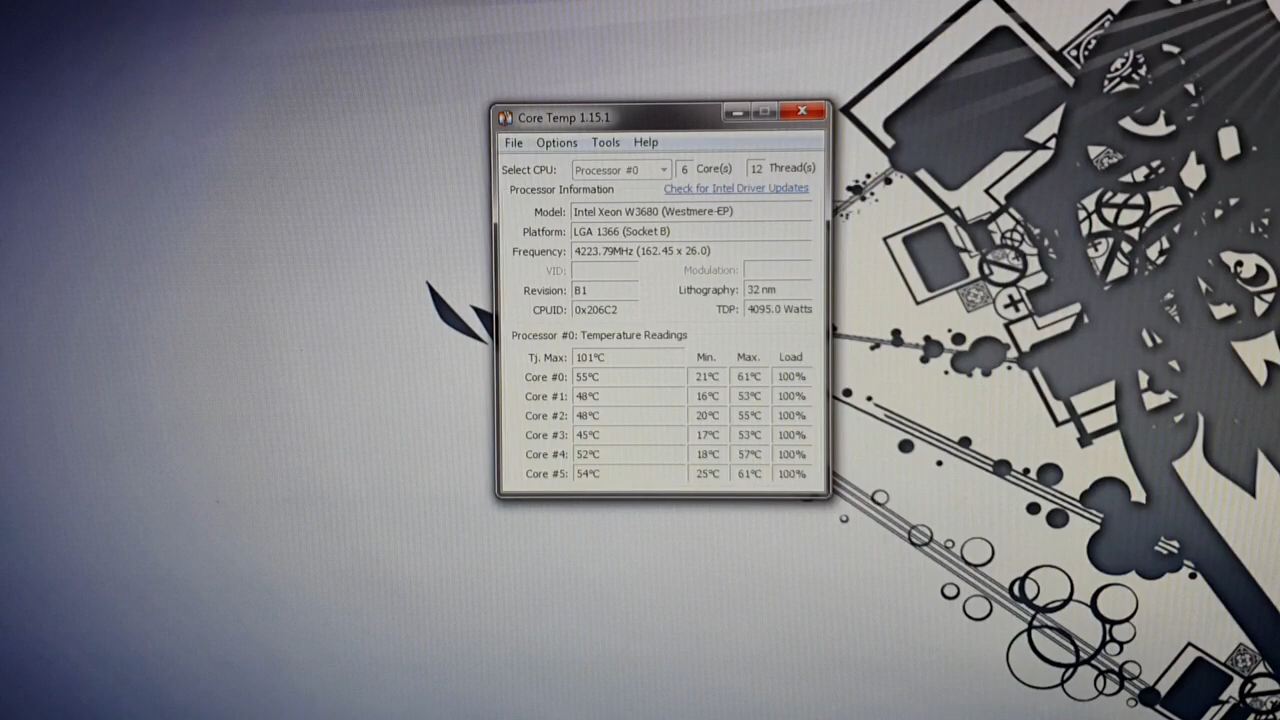 Core Temp 1.15.1
File Options Tools Help
Select CPU: Processor #0 6 Core(s) 12 Thread(s)
Processor Information Check for Intel Driver Updates
Model: Intel Xeon W3680 (Westmere-EP)
Platform: LGA 1366 (Socket B)
Frequency: 4223.79MHz (162.45 x 26.0)
VID: Modulation:
Revision: B1 Lithography: 32 nm
CPUID: 0x206C2 TDP: 4095.0 Watts
Processor #0: Temperature Readings
Tj. Max: 101°C Min. Max. Load
Core #0: 55°C 21°C 61°C 100%
Core #1: 48°C 16°C 53°C 100%
Core #2: 48°C 20°C 55°C 100%
Core #3: 45°C 17°C 53°C 100%
Core #4: 52°C 18°C 57°C 100%
Core #5: 54°C 25°C 61°C 100%